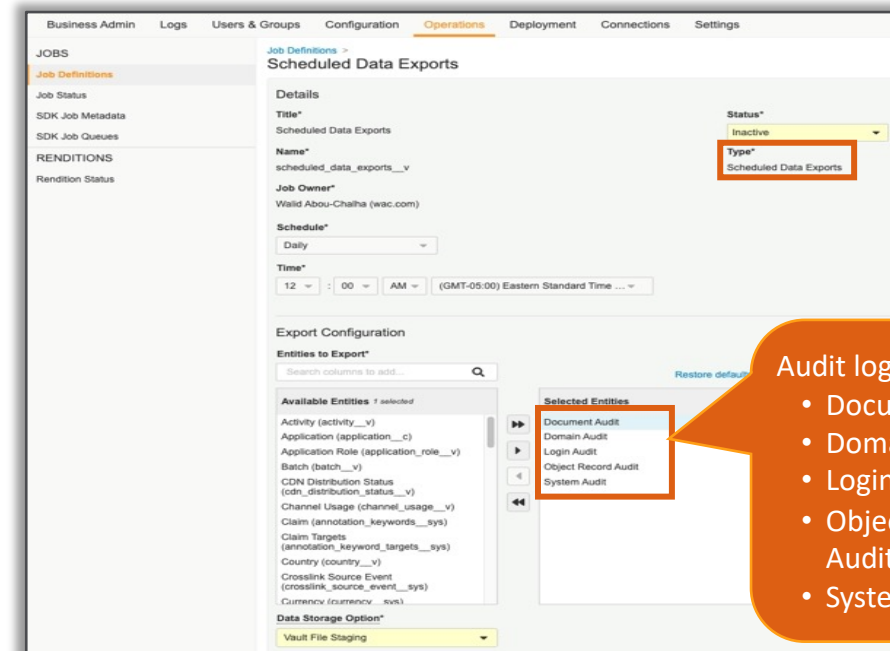 Business Admin Logs Users & Groups Configuration Operations Deployment Connections Settings
JOBS
Job Definitions
Job Status
SDK Job Metadata
SDK Job Queues
RENDITIONS
Rendition Status
Job Definitions >
Scheduled Data Exports
Details
Title*
Scheduled Data Exports
Name*
scheduled_data_exports__v
Job Owner*
Walid Abou-Chalha (wac.com)
Status*
Inactive
Type*
Scheduled Data Exports
Schedule*
Daily
Time*
12 : 00 AM (GMT-05:00) Eastern Standard Time ...
Export Configuration
Entities to Export*
Search columns to add...
Restore
Available Entities 1 selected
Activity (activity__v)
Application (application__c)
Application Role (application_role__v)
Batch (batch__v)
CDN Distribution Status
(cdn_distribution_status__v)
Channel Usage (channel_usage__v)
Claim (annotation_keywords__sys)
Claim Targets
(annotation_keyword_targets__sys)
Country (country__v)
Crosslink Source Event
(crosslink_source_event__sys)
Currency (currency__sys)
Selected Entities
Document Audit
Domain Audit
Login Audit
Object Record Audit
System Audit
Data Storage Option*
Vault File Staging
Audit log
• Docu
• Doma
• Login
• Objec
Audit
• Syste